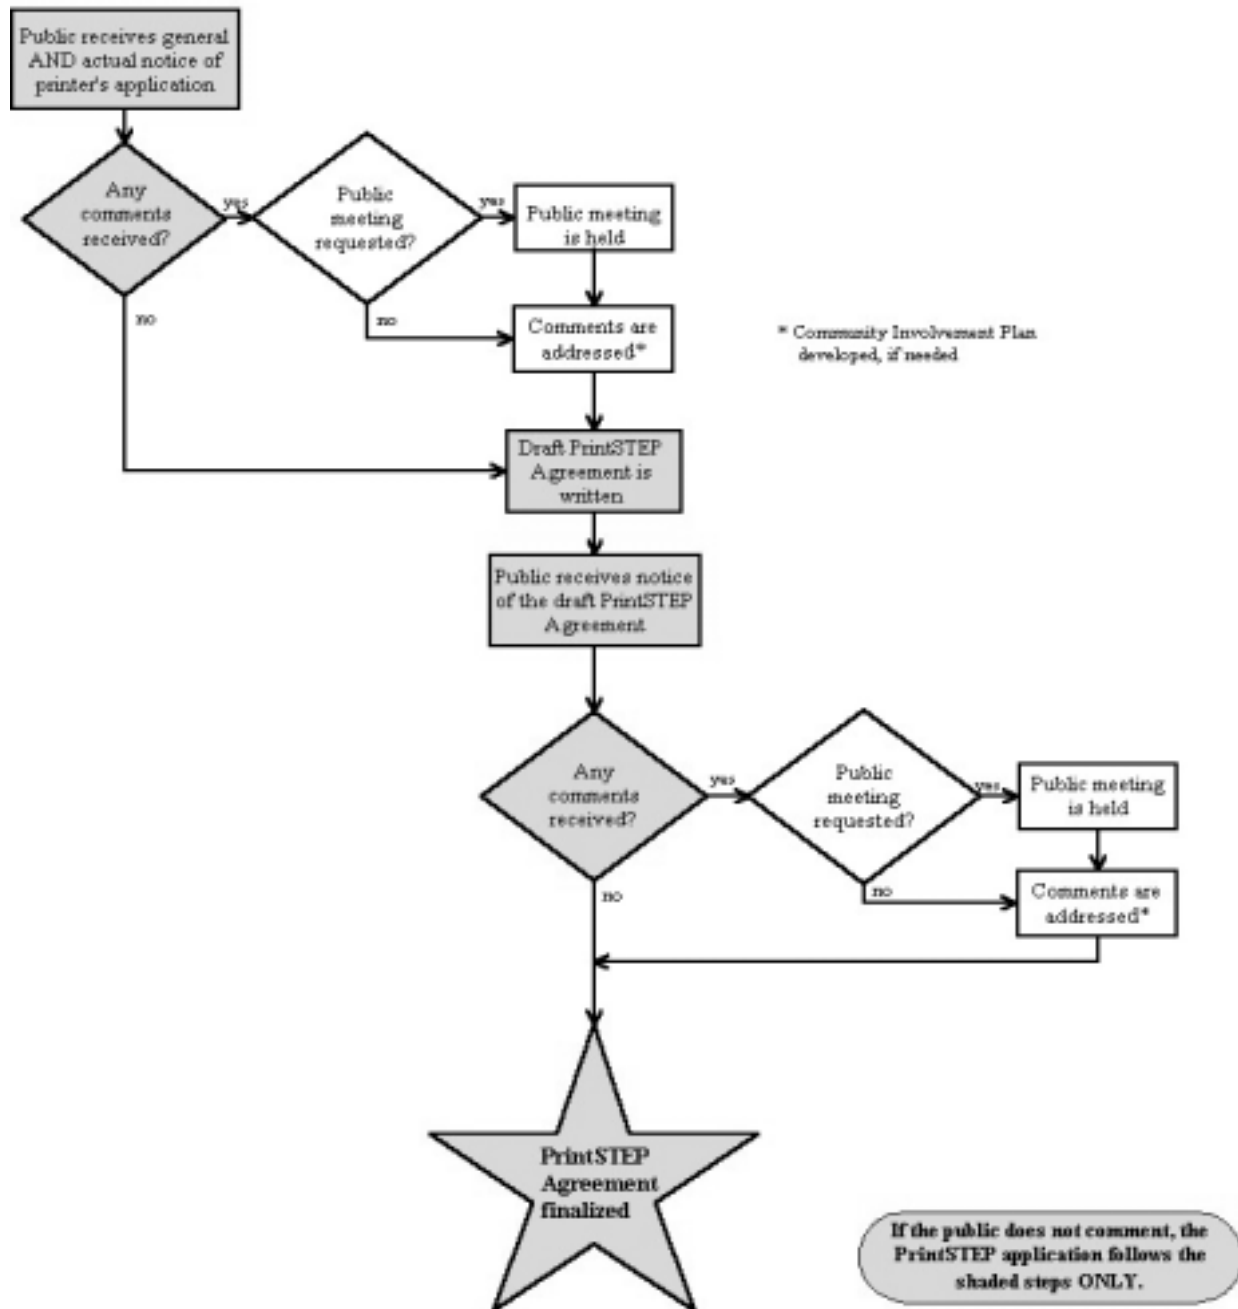 Public receives general
AND actual notice of
printer's application
Any
comments
received?
yes
Public
meeting
requested?
yes
Public meeting
is held
no
no
Comments are
addressed*
* Community Involvement Plan
developed, if needed
Draft PrintSTEP
Agreement is
written
Public receives notice
of the draft PrintSTEP
Agreement
Any
comments
received?
yes
Public
meeting
requested?
yes
Public meeting
is held
no
no
Comments are
addressed*
PrintSTEP
Agreement
finalized
If the public does not comment, the
PrintSTEP application follows the
shaded steps ONLY.